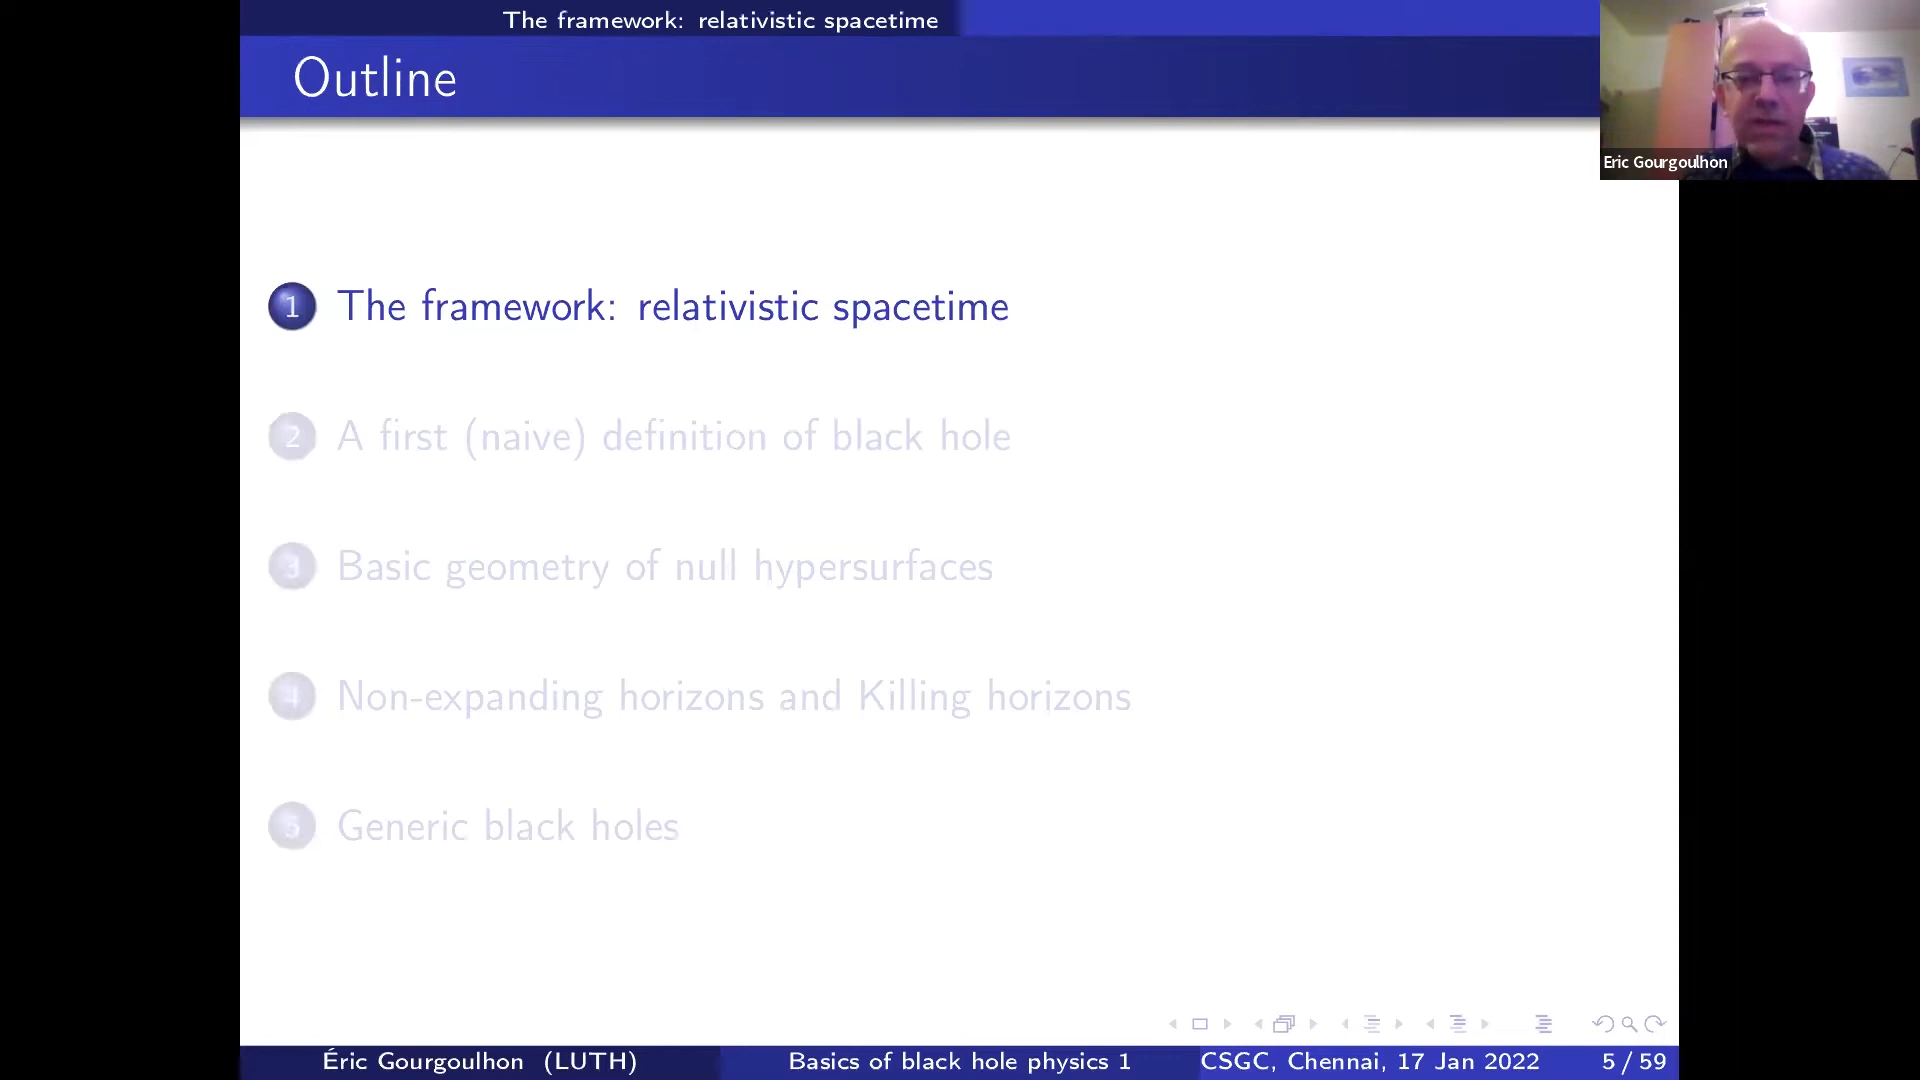 The framework: relativistic spacetime
Outline
Eric Gourgoulhon
1 The framework: relativistic spacetime
2 A first (naive) definition of black hole
3 Basic geometry of null hypersurfaces
4 Non-expanding horizons and Killing horizons
5 Generic black holes
Éric Gourgoulhon (LUTH) Basics of black hole physics 1 CSGC, Chennai, 17 Jan 2022 5 / 59